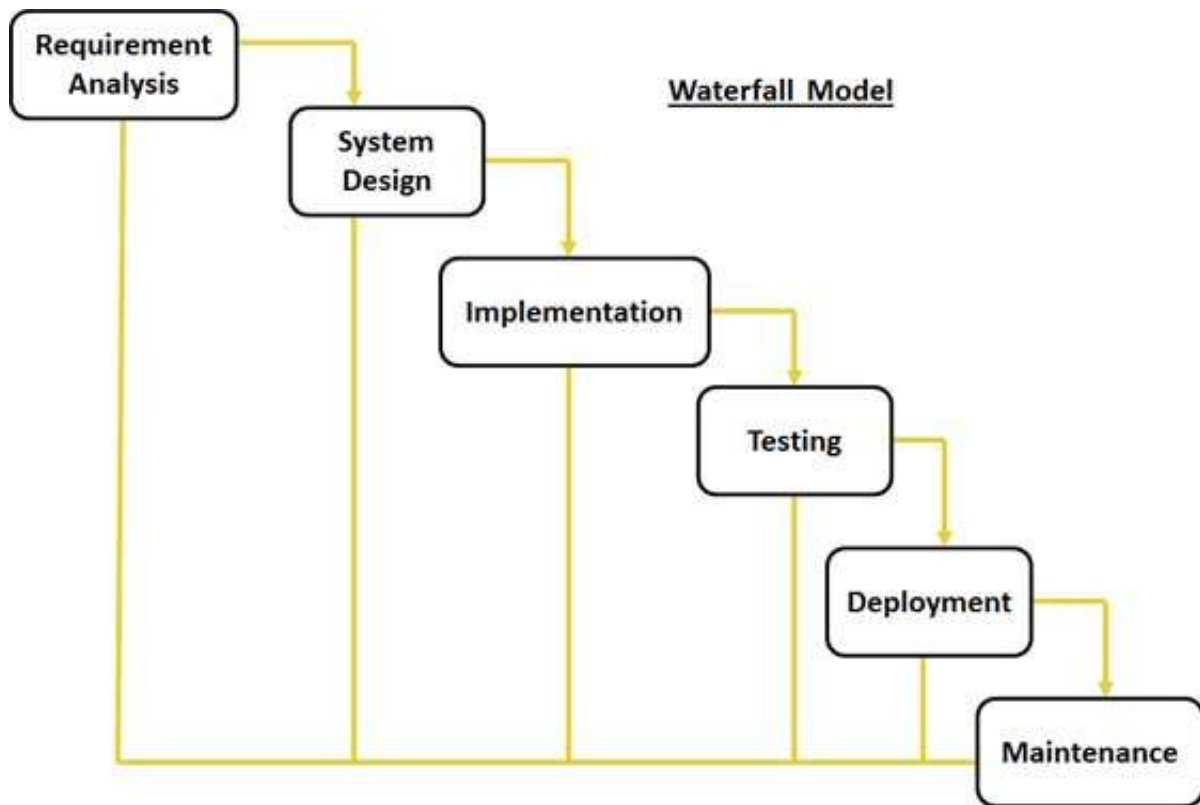 Requirement
Analysis
Waterfall Model
System
Design
Implementation
Testing
Deployment
Maintenance